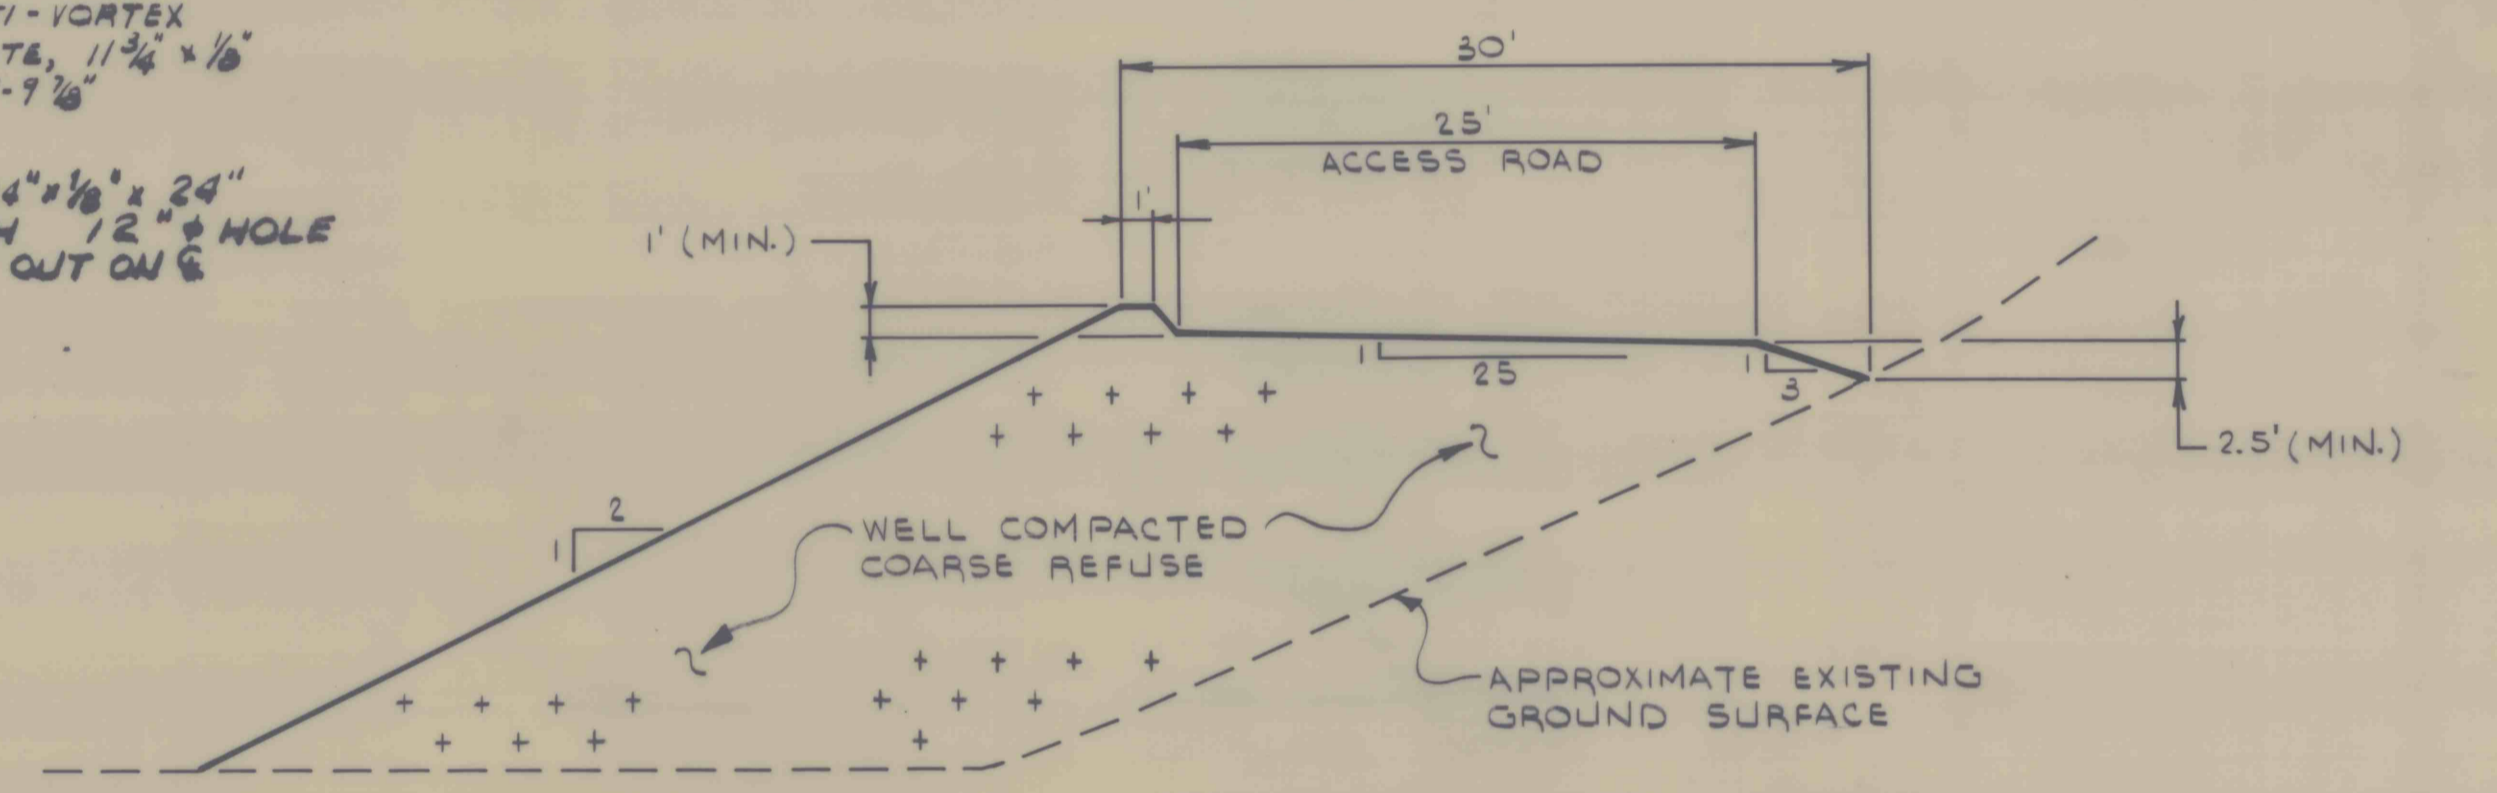 TI-VORTEX
TE, 11 3/4" x 1/8"
-9 7/8"
4" x 1/8" x 24"
H 12" ϕ HOLE
OUT ON ℄
30'
25'
ACCESS ROAD
1'
1' (MIN.)
1
25
1
3
2.5' (MIN.)
2
1
WELL COMPACTED
COARSE REFUSE
APPROXIMATE EXISTING
GROUND SURFACE